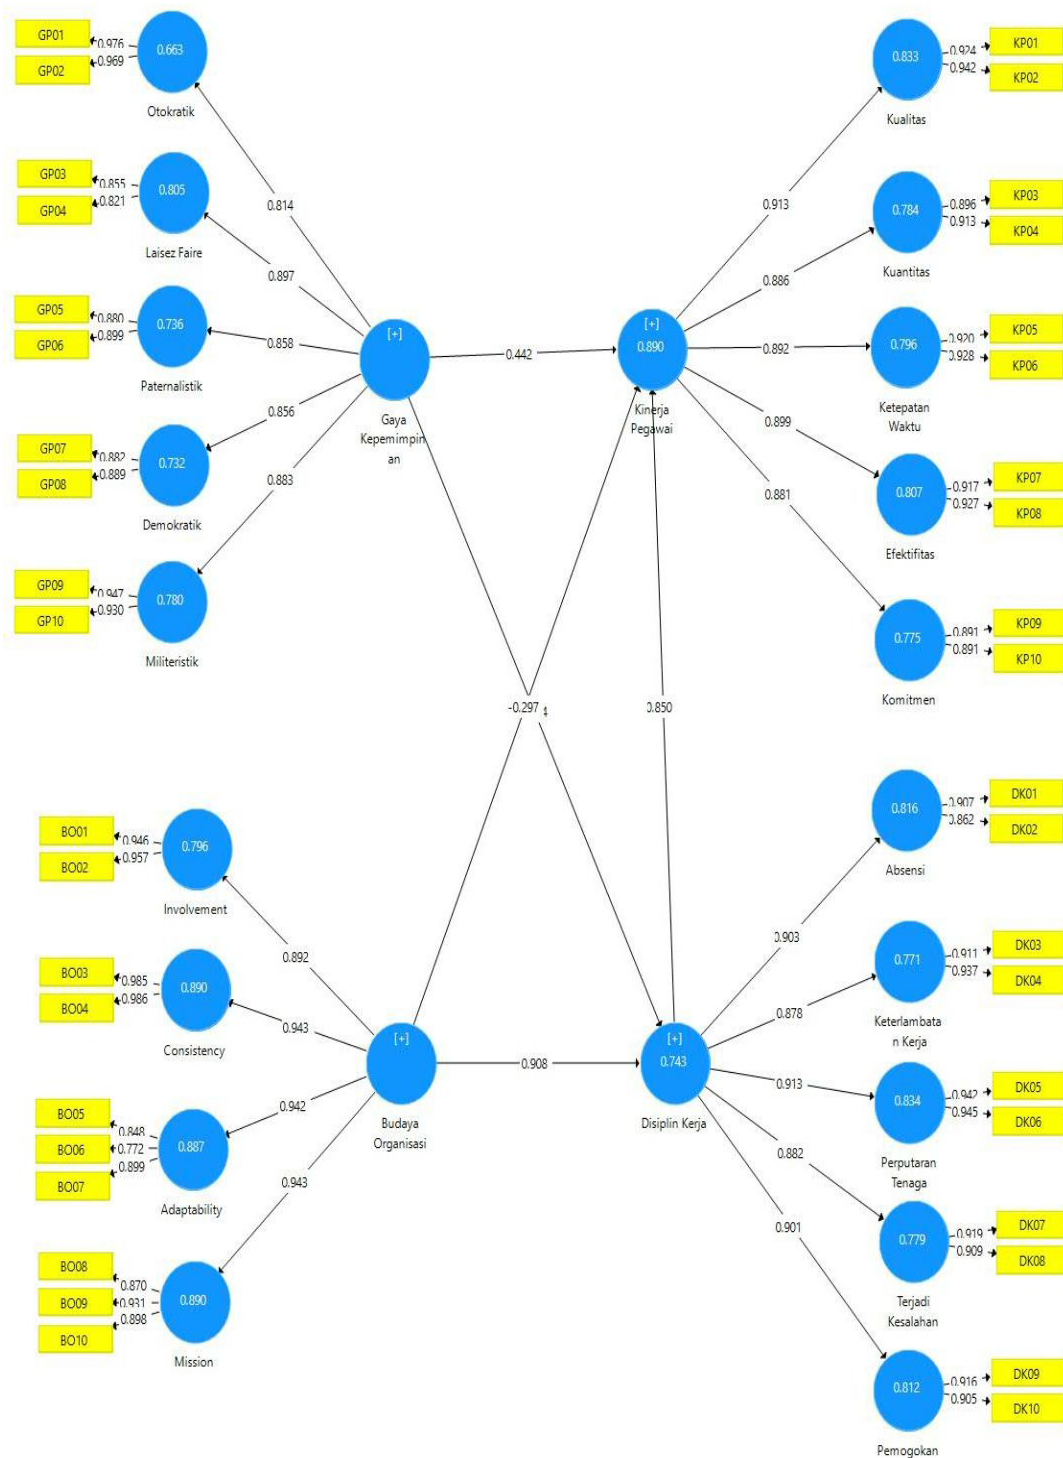 GP01
0.976
0.663
GP02
0.969
Otokratik
GP03
0.855
0.805
GP04
0.821
Laisez Faire
GP05
0.880
0.736
GP06
0.899
Paternalistik
GP07
0.882
0.732
GP08
0.889
Demokratik
GP09
0.947
0.780
GP10
0.930
Militeristik
0.814
0.897
0.858
0.856
0.883
[+]
Gaya
Kepemimpin
an
0.442
[+]
0.890
Kinerja
Pegawai
0.913
0.886
0.892
0.899
0.881
0.833
0.924
KP01
0.942
KP02
Kualitas
0.784
0.896
KP03
0.913
KP04
Kuantitas
0.796
0.920
KP05
0.928
KP06
Ketepatan
Waktu
0.807
0.917
KP07
0.927
KP08
Efektifitas
0.775
0.891
KP09
0.891
KP10
Komitmen
-0.297
0.850
BO01
0.946
0.796
BO02
0.957
Involvement
BO03
0.985
0.890
BO04
0.986
Consistency
BO05
0.848
BO06
0.772
0.887
BO07
0.899
Adaptability
BO08
0.870
BO09
0.931
0.890
BO10
0.898
Mission
0.892
0.943
0.942
0.943
[+]
Budaya
Organisasi
0.908
[+]
0.743
Disiplin Kerja
0.903
0.878
0.913
0.882
0.901
0.816
0.907
DK01
0.862
DK02
Absensi
0.771
0.911
DK03
0.937
DK04
Keterlambata
n Kerja
0.834
0.942
DK05
0.945
DK06
Perputaran
Tenaga
0.779
0.919
DK07
0.909
DK08
Terjadi
Kesalahan
0.812
0.916
DK09
0.905
DK10
Pemogokan